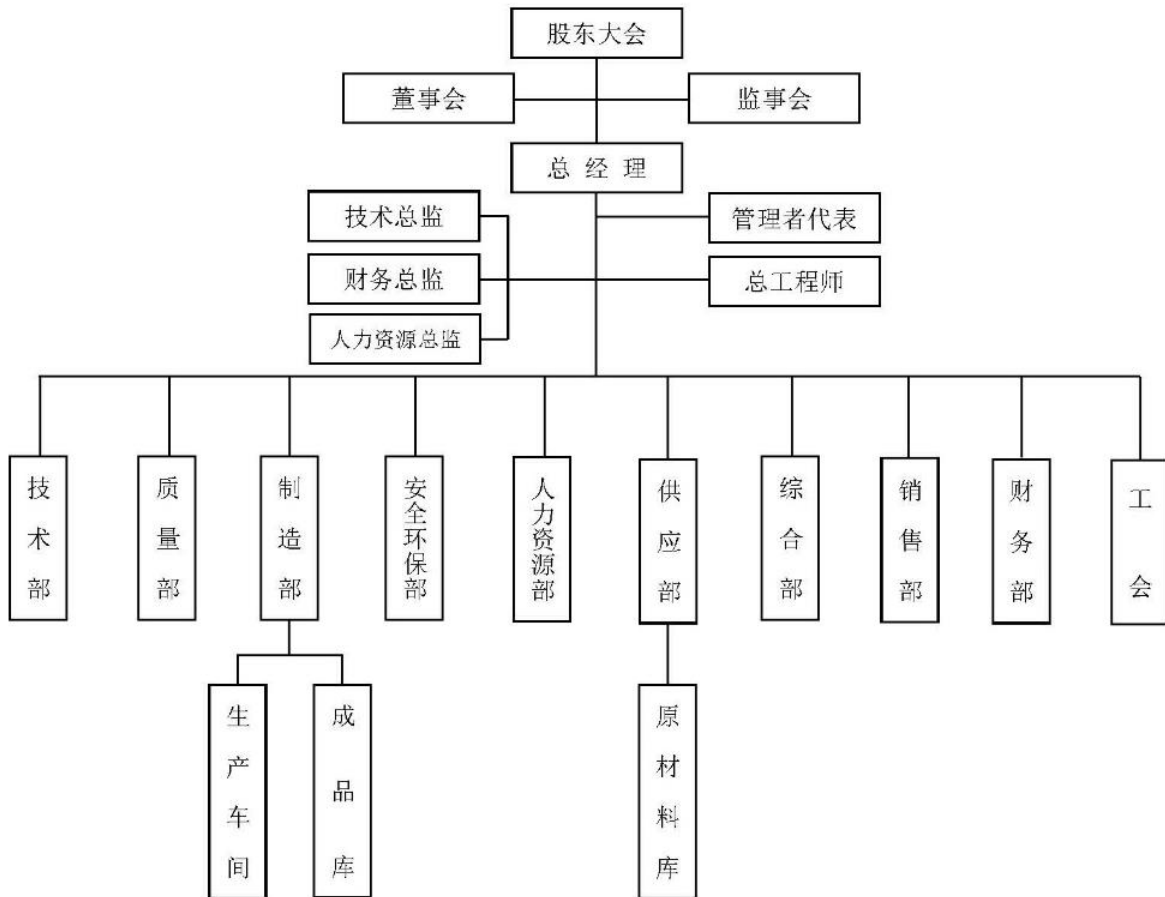 股东大会
董事会
监事会
总经理
技术总监
管理者代表
财务总监
总工程师
人力资源总监
技术部
质量部
制造部
安全环保部
人力资源部
供应部
综合部
销售部
财务部
工会
生产车间
成品库
原材料库